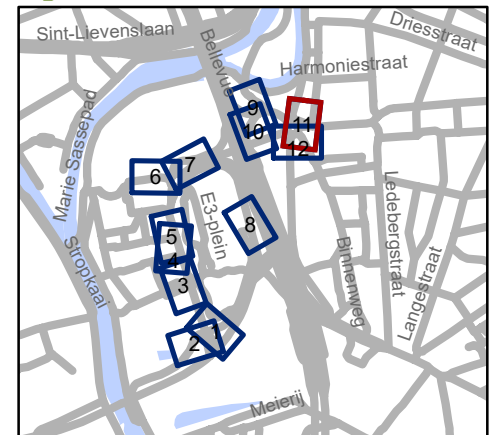 Sint-Lievenslaan
Bellevue
Driesstraat
Harmoniestraat
Marie Sassepad
9
10
11
12
7
6
E3-plein
Ledebergstraat
8
5
4
Stropkaai
Binnenweg
Langestraat
3
1
2
Meierij